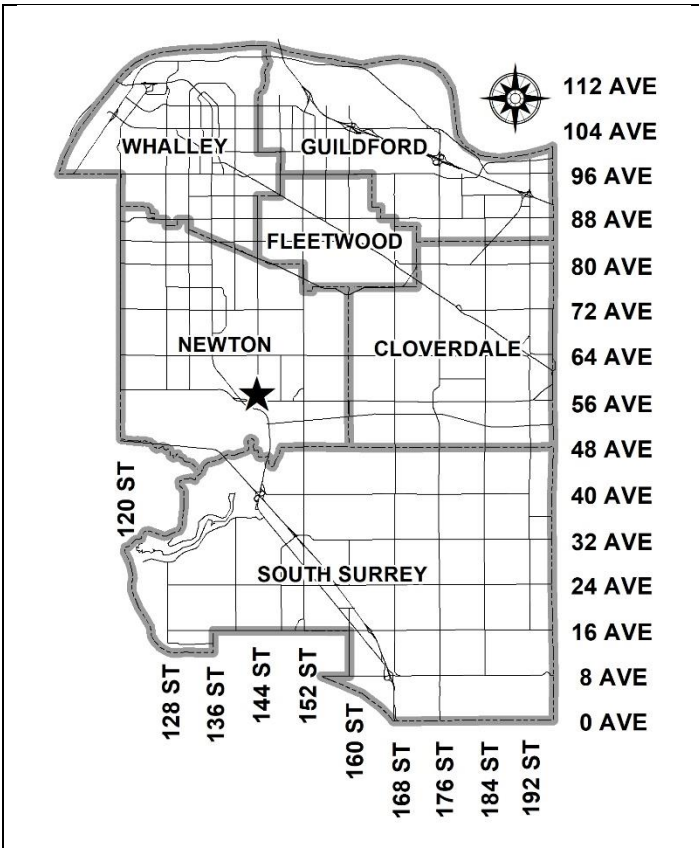 112 AVE
104 AVE
WHALLEY
GUILDFORD
96 AVE
88 AVE
FLEETWOOD
80 AVE
72 AVE
NEWTON
CLOVERDALE
64 AVE
56 AVE
48 AVE
120 ST
40 AVE
32 AVE
SOUTH SURREY
24 AVE
16 AVE
8 AVE
0 AVE
128 ST
136 ST
144 ST
152 ST
160 ST
168 ST
176 ST
184 ST
192 ST